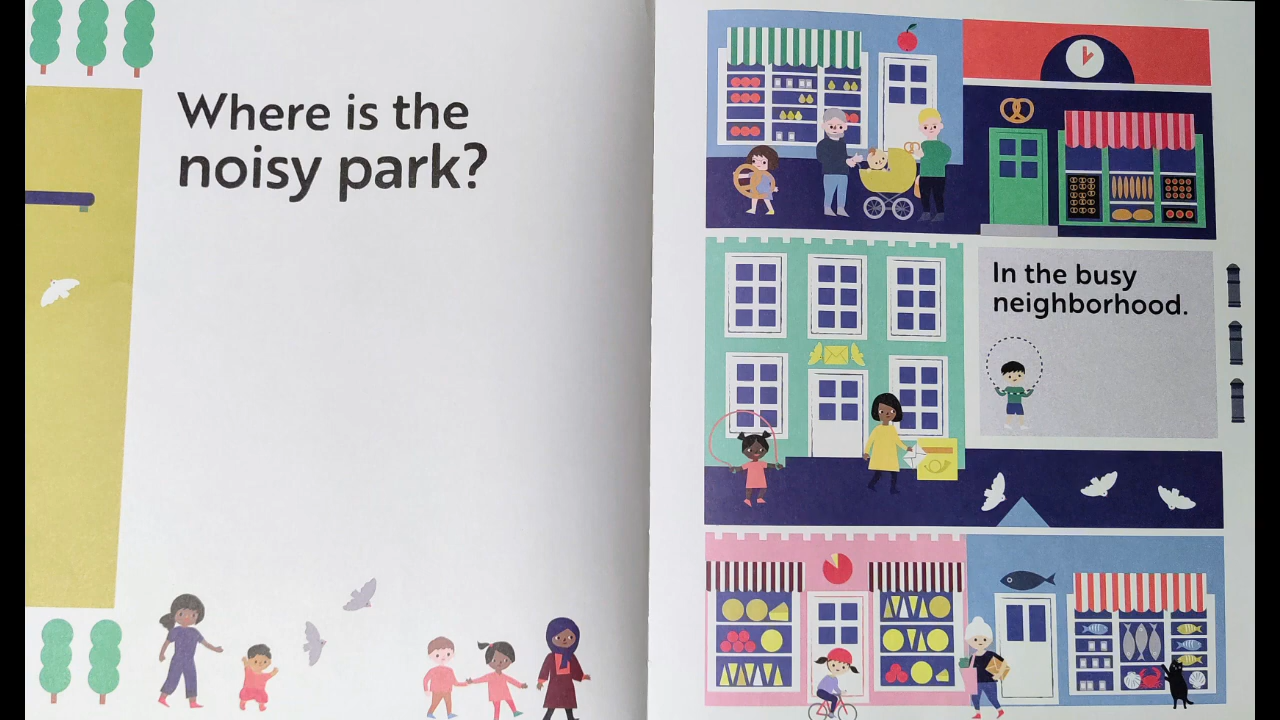 Where is the
noisy park?
In the busy
neighborhood.